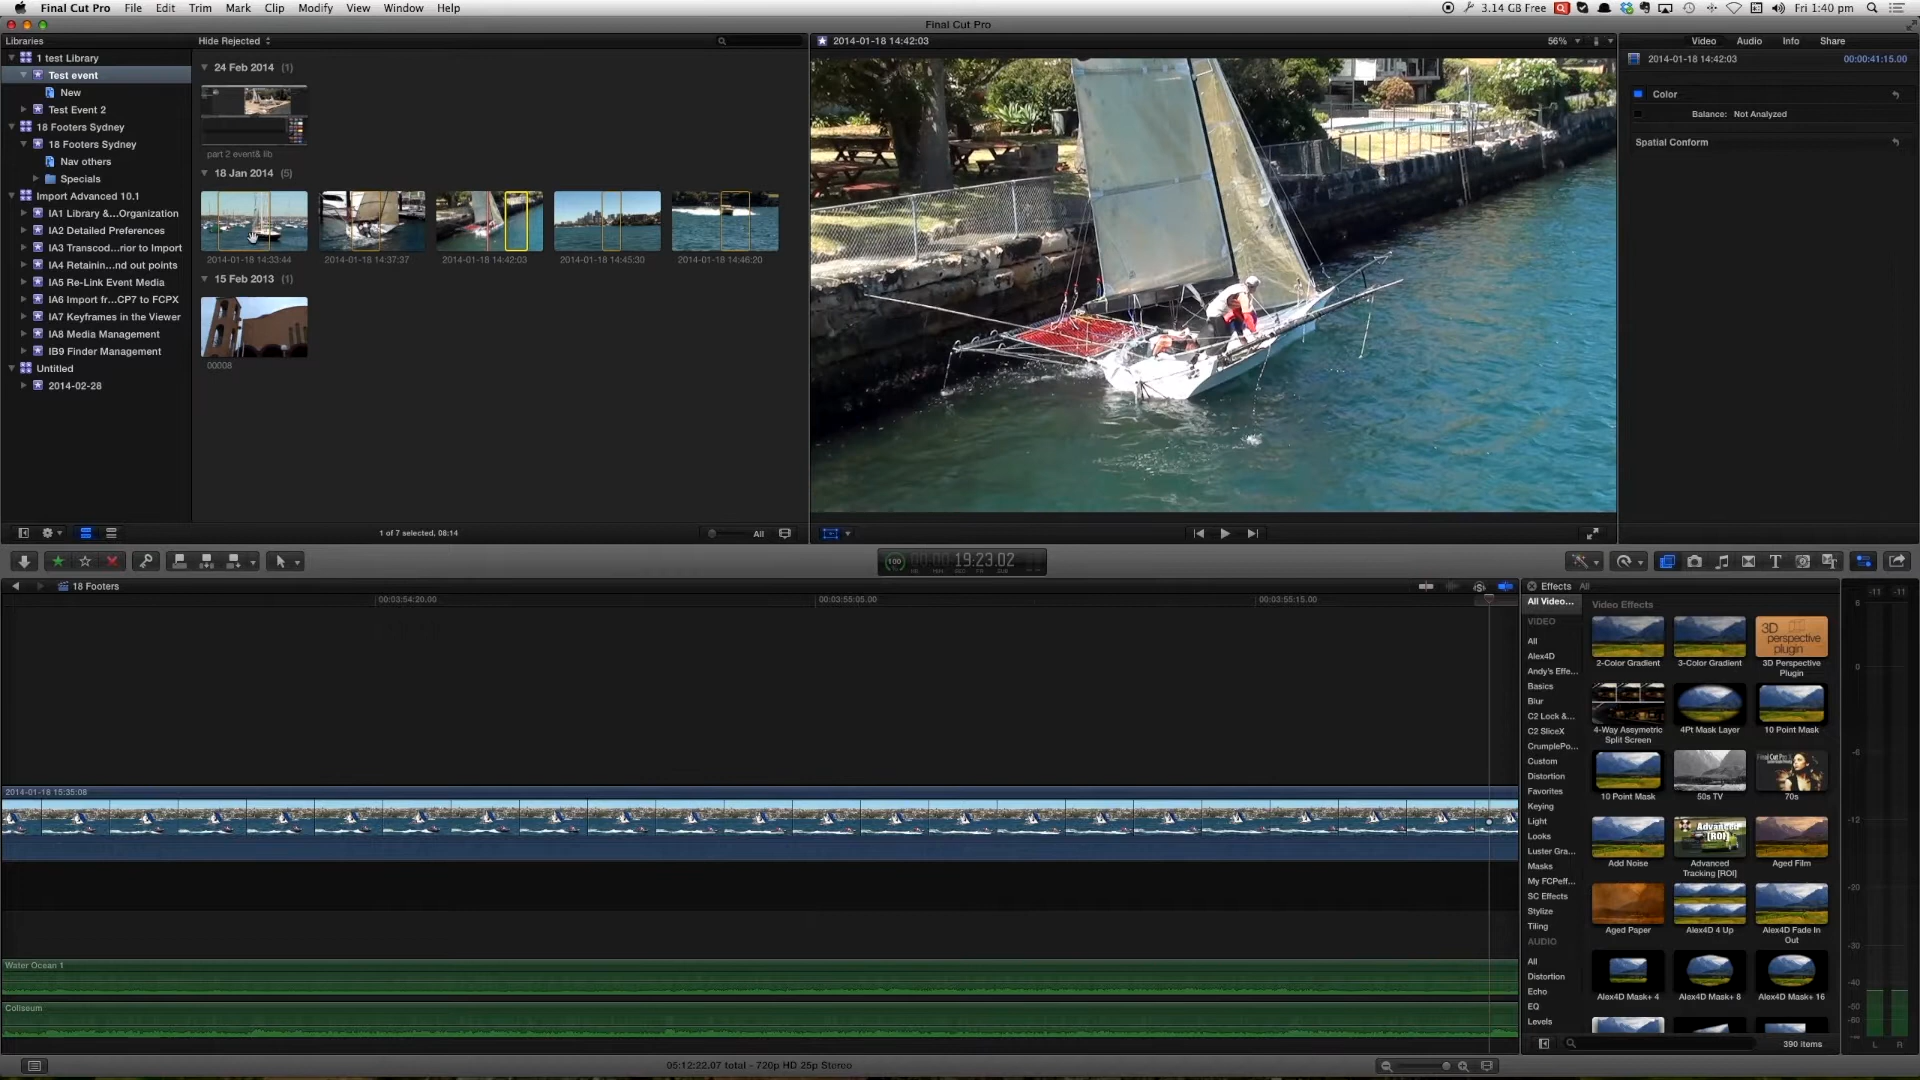 Final Cut Pro File Edit Trim Mark Clip Modify View Window Help
3.14 GB Free Fri 1:40 pm
Final Cut Pro
Libraries
1 test Library
Test event
New
Test Event 2
18 Footers Sydney
18 Footers Sydney
Nav others
Specials
Import Advanced 10.1
IA1 Library &...Organization
IA2 Detailed Preferences
IA3 Transcod...rior to Import
IA4 Retainin...nd out points
IA5 Re-Link Event Media
IA6 Import fr...CP7 to FCPX
IA7 Keyframes in the Viewer
IA8 Media Management
IB9 Finder Management
Untitled
2014-02-28
Hide Rejected
24 Feb 2014 (1)
part 2 event& lib
18 Jan 2014 (5)
2014-01-18 14:33:44
2014-01-18 14:37:37
2014-01-18 14:42:03
2014-01-18 14:45:30
2014-01-18 14:46:20
15 Feb 2013 (1)
00008
1 of 7 selected, 08:14
All
2014-01-18 14:42:03
56%
Video Audio Info Share
2014-01-18 14:42:03 00:00:41:15.00
Color
Balance: Not Analyzed
Spatial Conform
100 19:23.02
18 Footers
00:03:54:20.00
00:03:55:05.00
00:03:55:15.00
2014-01-18 15:35:08
Water Ocean 1
Coliseum
05:12:22.07 total - 720p HD 25p Stereo
Effects All
All Video...
VIDEO
All
Alex4D
Andy's Effe...
Basics
Blur
C2 Lock &...
C2 SliceX
CrumplePo...
Custom
Distortion
Favorites
Keying
Light
Looks
Luster Gra...
Masks
My FCPeff...
SC Effects
Stylize
Tiling
AUDIO
All
Distortion
Echo
EQ
Levels
Video Effects
2-Color Gradient
3-Color Gradient
3D perspective plugin
3D Perspective Plugin
4-Way Assymetric Split Screen
4Pt Mask Layer
10 Point Mask
10 Point Mask
50s TV
70s
Add Noise
Advanced [ROI]
Advanced Tracking [ROI]
Aged Film
Aged Paper
Alex4D 4 Up
Alex4D Fade In Out
Alex4D Mask+ 4
Alex4D Mask+ 8
Alex4D Mask+ 16
390 items
-11 -11
6
0
-6
-12
-20
-30
-40
-50
-60
L R